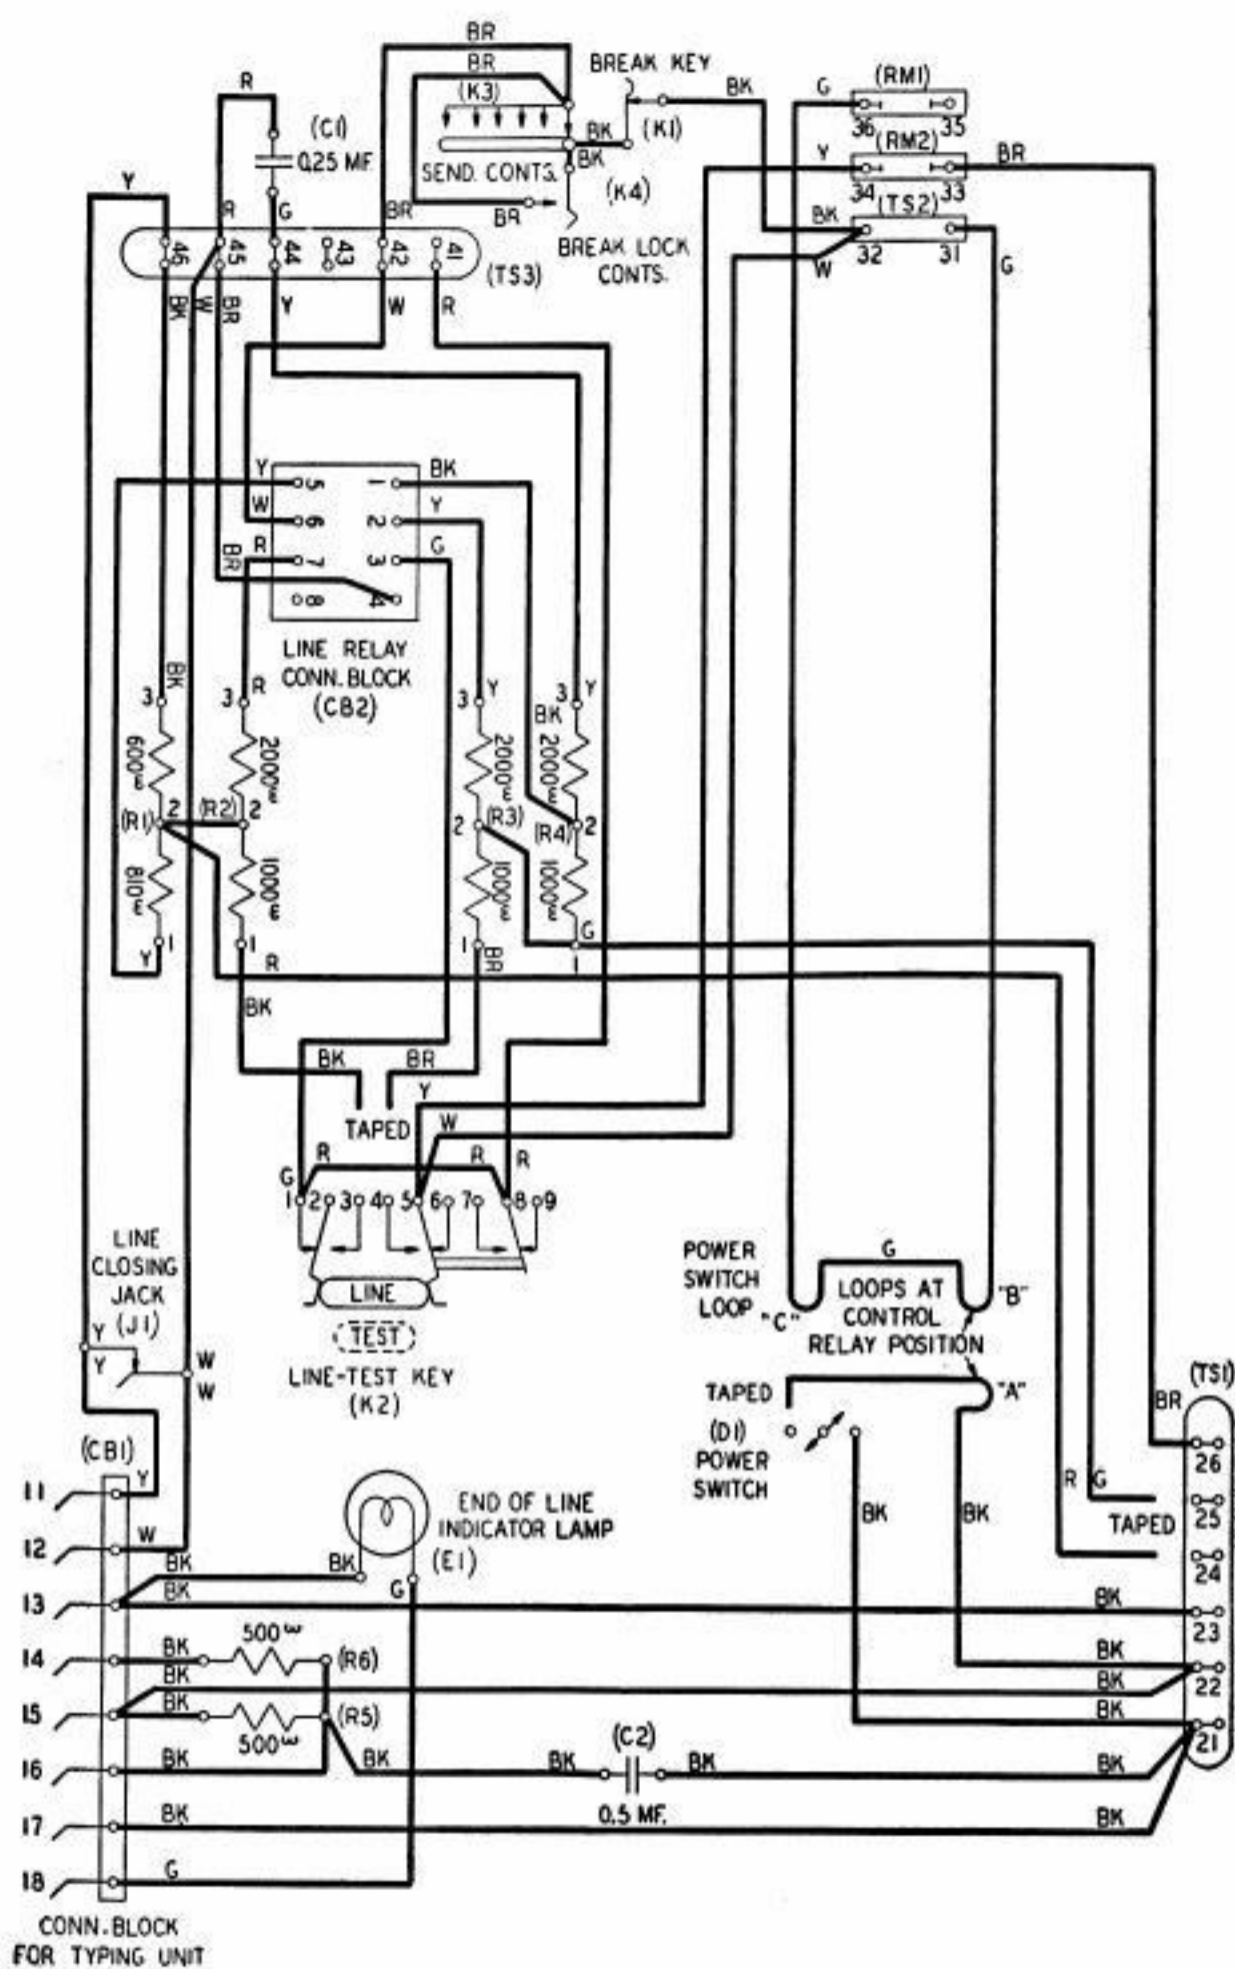 BR
BR
BREAK KEY
R
(C1)
0.25 MF.
(K3)
BK
(K1)
BK
BK
SEND. CONTS.
(K4)
BR
BREAK LOCK
CONTS.
G
(RM1)
36 35
(RM2)
Y
BR
34 33
(TS2)
BK
W
32 31
G
Y
R
G
BR
46 45 44 43 42 41
(TS3)
BK
W
BR
Y
W
R
Y
W
R
BR
5 1
6 2
7 3
8 4
BK
Y
G
LINE RELAY
CONN. BLOCK
(CB2)
BK
3
R
3
Y
3
Y
3
BK
600ω
2000ω
2000ω
2000ω
(R1)
2
(R2)
2
2
(R3)
(R4)
2
810ω
1000ω
1000ω
1000ω
Y
1
1
R
1
BR
G
1
BK
BK
BR
TAPED
Y
W
G
R
R
R
1 2 3 4 5 6 7 8 9
LINE
TEST
LINE-TEST KEY
(K2)
LINE
CLOSING
JACK
(J1)
Y
Y
W
W
POWER
SWITCH
LOOP
"C"
G
LOOPS AT
CONTROL
RELAY POSITION
"B"
TAPED
"A"
(D1)
POWER
SWITCH
BK
BK
(TS1)
BR
26
R
G
TAPED
25
24
23
22
21
(CB1)
11
Y
12
W
BK
BK
END OF LINE
INDICATOR LAMP
(E1)
G
13
BK
BK
500ω
14
BK
(R6)
BK
BK
BK
15
BK
(R5)
500ω
BK
16
BK
BK
(C2)
BK
BK
0.5 MF.
17
BK
BK
18
G
CONN. BLOCK
FOR TYPING UNIT